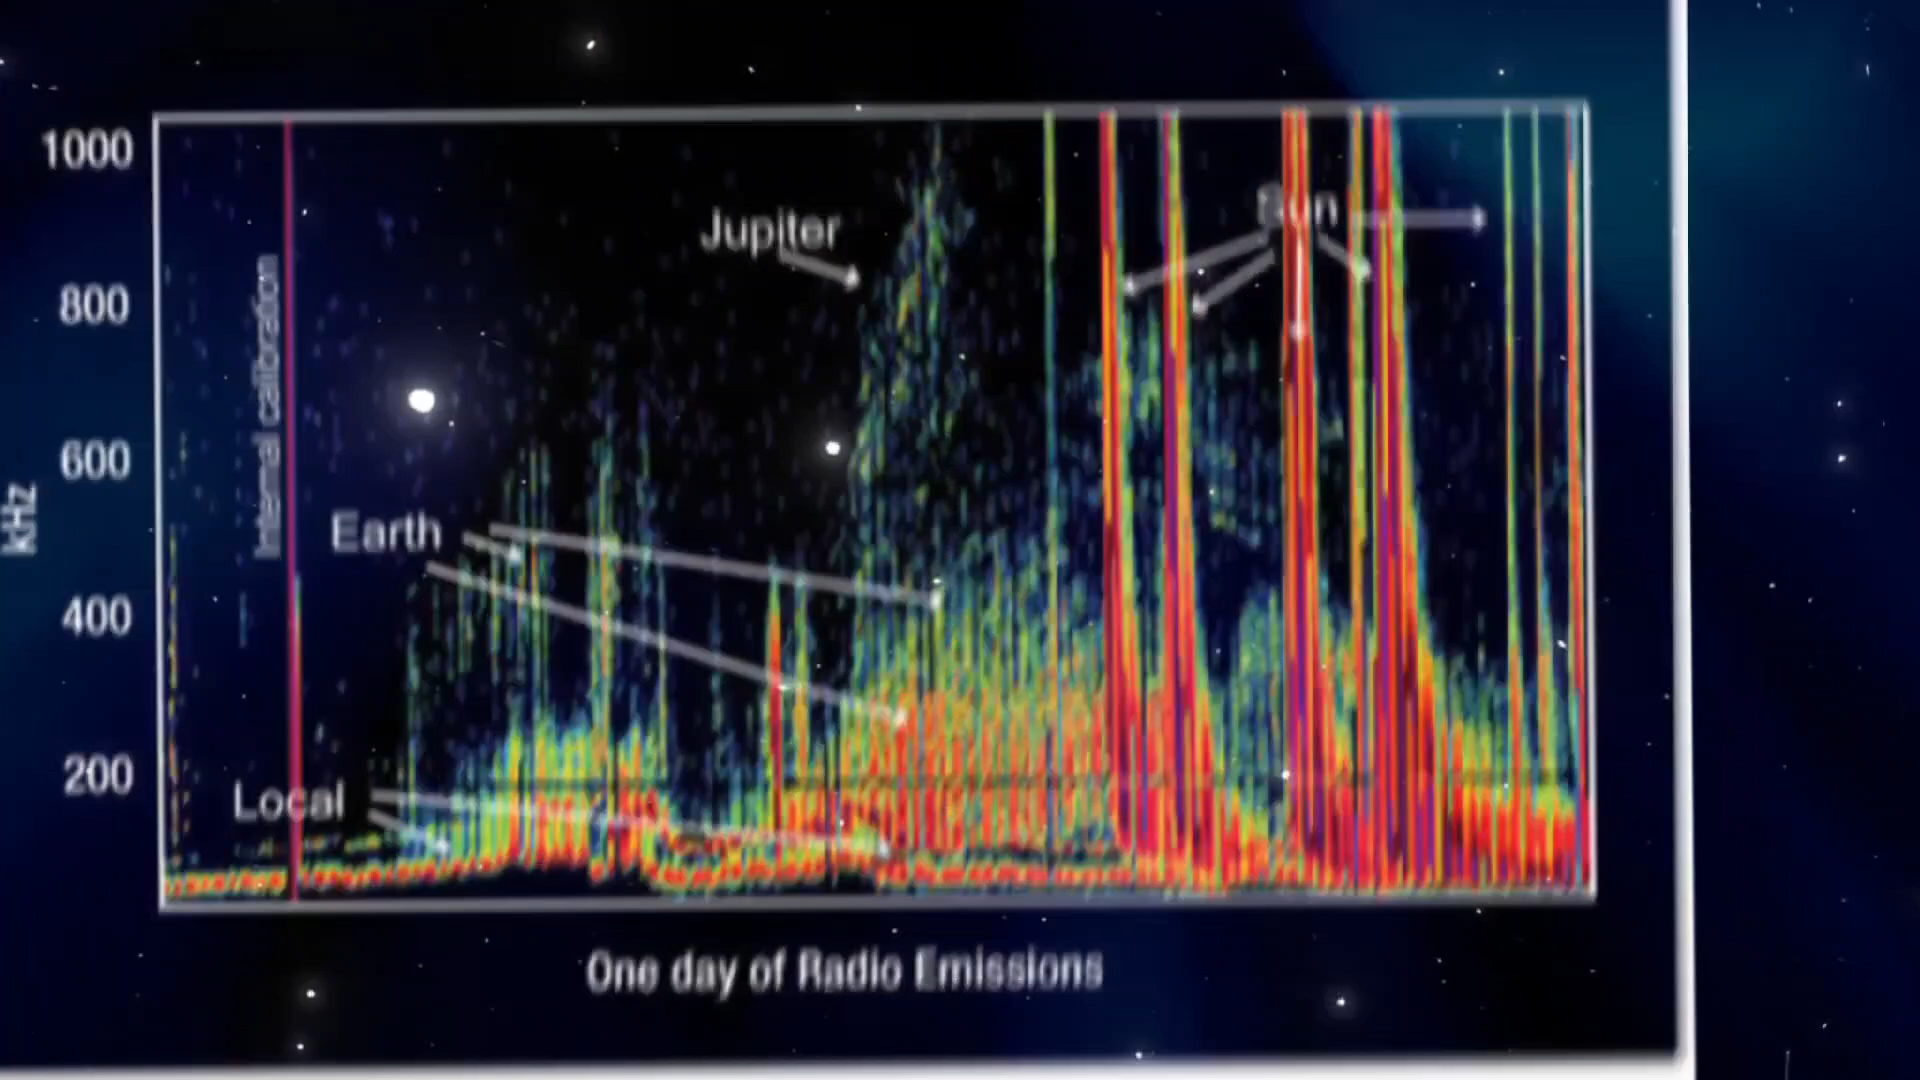 1000
800
600
400
200
kHz
Internal calibration
Jupiter
Sun
Earth
Local
One day of Radio Emissions